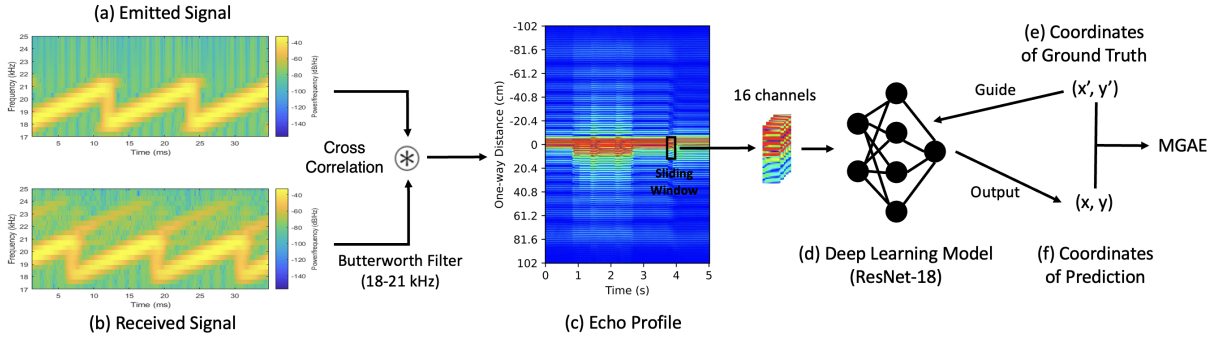 (a) Emitted Signal
25
24
23
22
21
20
19
18
17
Frequency (kHz)
5
10
15
20
25
30
Time (ms)
-40
-60
-80
-100
-120
-140
Power/frequency (dB/Hz)
25
24
23
22
21
20
19
18
17
Frequency (kHz)
5
10
15
20
25
30
Time (ms)
-40
-60
-80
-100
-120
-140
Power/frequency (dB/Hz)
(b) Received Signal
Cross
Correlation
Butterworth Filter
(18-21 kHz)
-102
-81.6
-61.2
-40.8
-20.4
0
20.4
40.8
61.2
81.6
102
One-way Distance (cm)
0
1
2
3
4
5
Time (s)
Sliding
Window
(c) Echo Profile
16 channels
(d) Deep Learning Model
(ResNet-18)
Guide
Output
(e) Coordinates
of Ground Truth
(x’, y’)
MGAE
(x, y)
(f) Coordinates
of Prediction